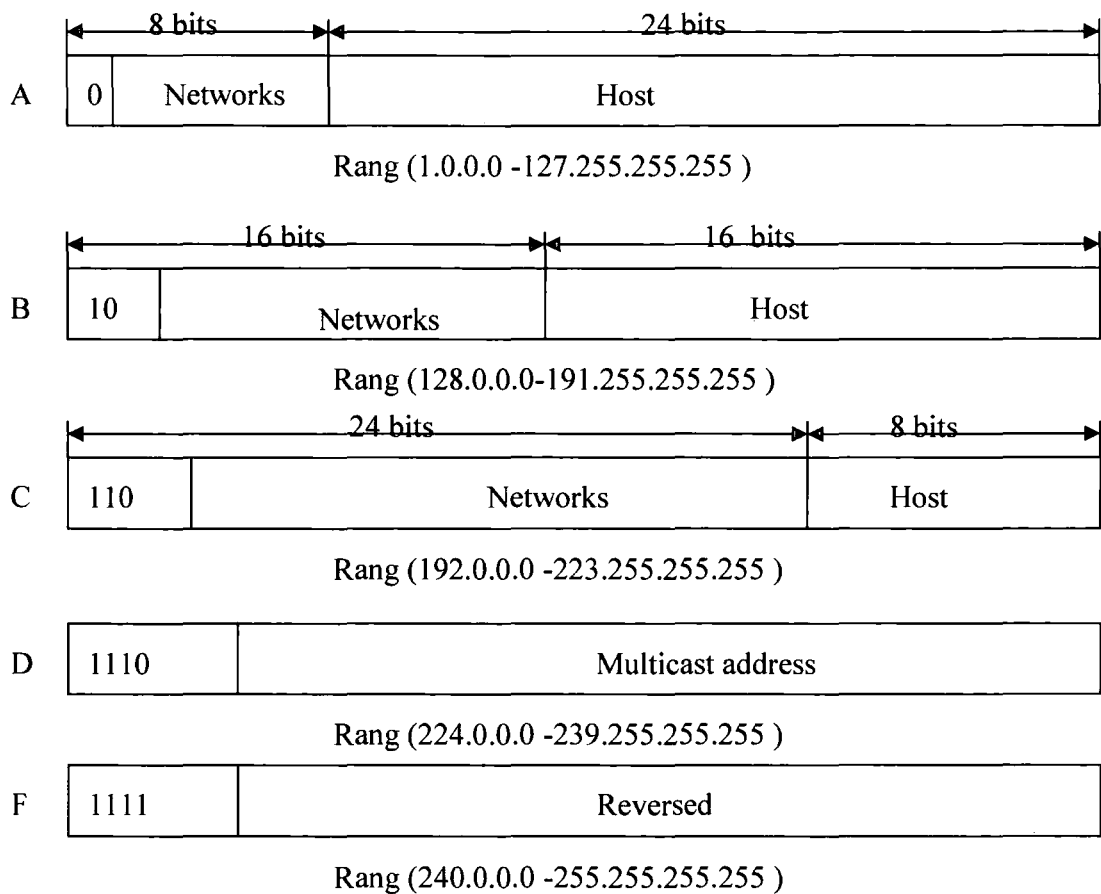 8 bits 24 bits
A 0 Networks Host
Rang (1.0.0.0 -127.255.255.255 )
16 bits 16 bits
B 10 Networks Host
Rang (128.0.0.0-191.255.255.255 )
24 bits 8 bits
C 110 Networks Host
Rang (192.0.0.0 -223.255.255.255 )
D 1110 Multicast address
Rang (224.0.0.0 -239.255.255.255 )
F 1111 Reversed
Rang (240.0.0.0 -255.255.255.255 )